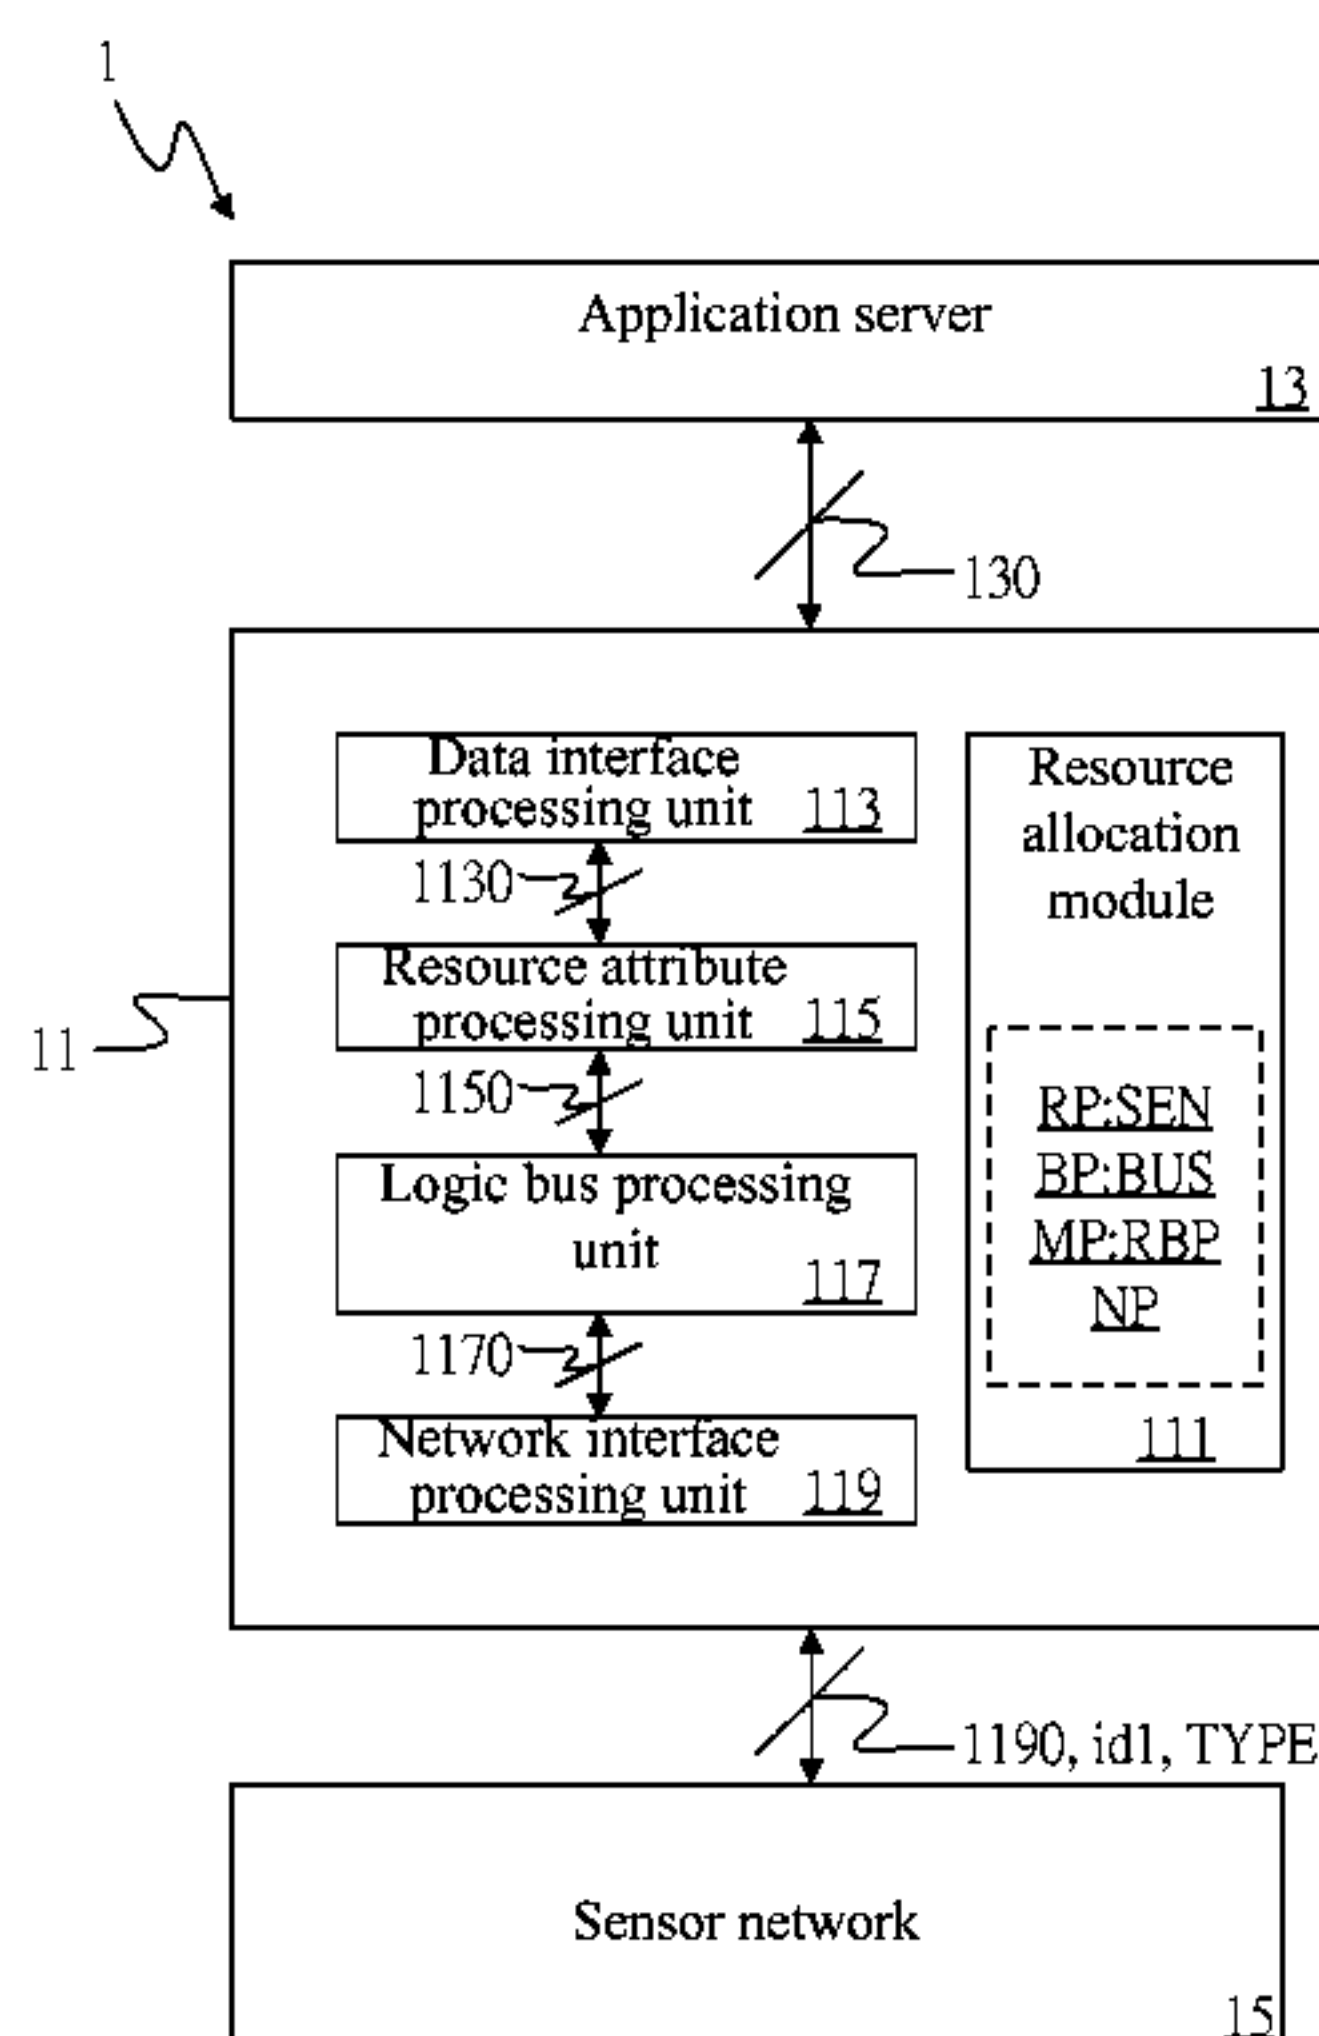 1
Application server
13
130
Data interface
processing unit 113
1130
Resource attribute
processing unit 115
1150
Logic bus processing
unit
117
1170
Network interface
processing unit 119
Resource
allocation
module
RP:SEN
BP:BUS
MP:RBP
NP
111
11
1190, id1, TYPE
Sensor network
15